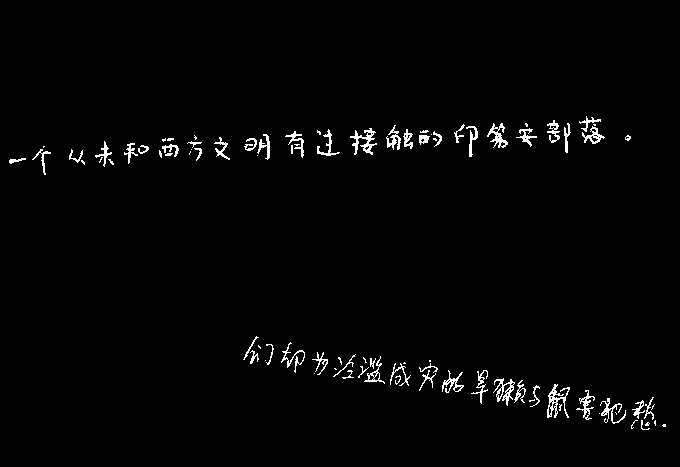 一个从未和西方文明有过接触的印第安部落。
们却为泛滥成灾的旱獭与鼠害犯愁.